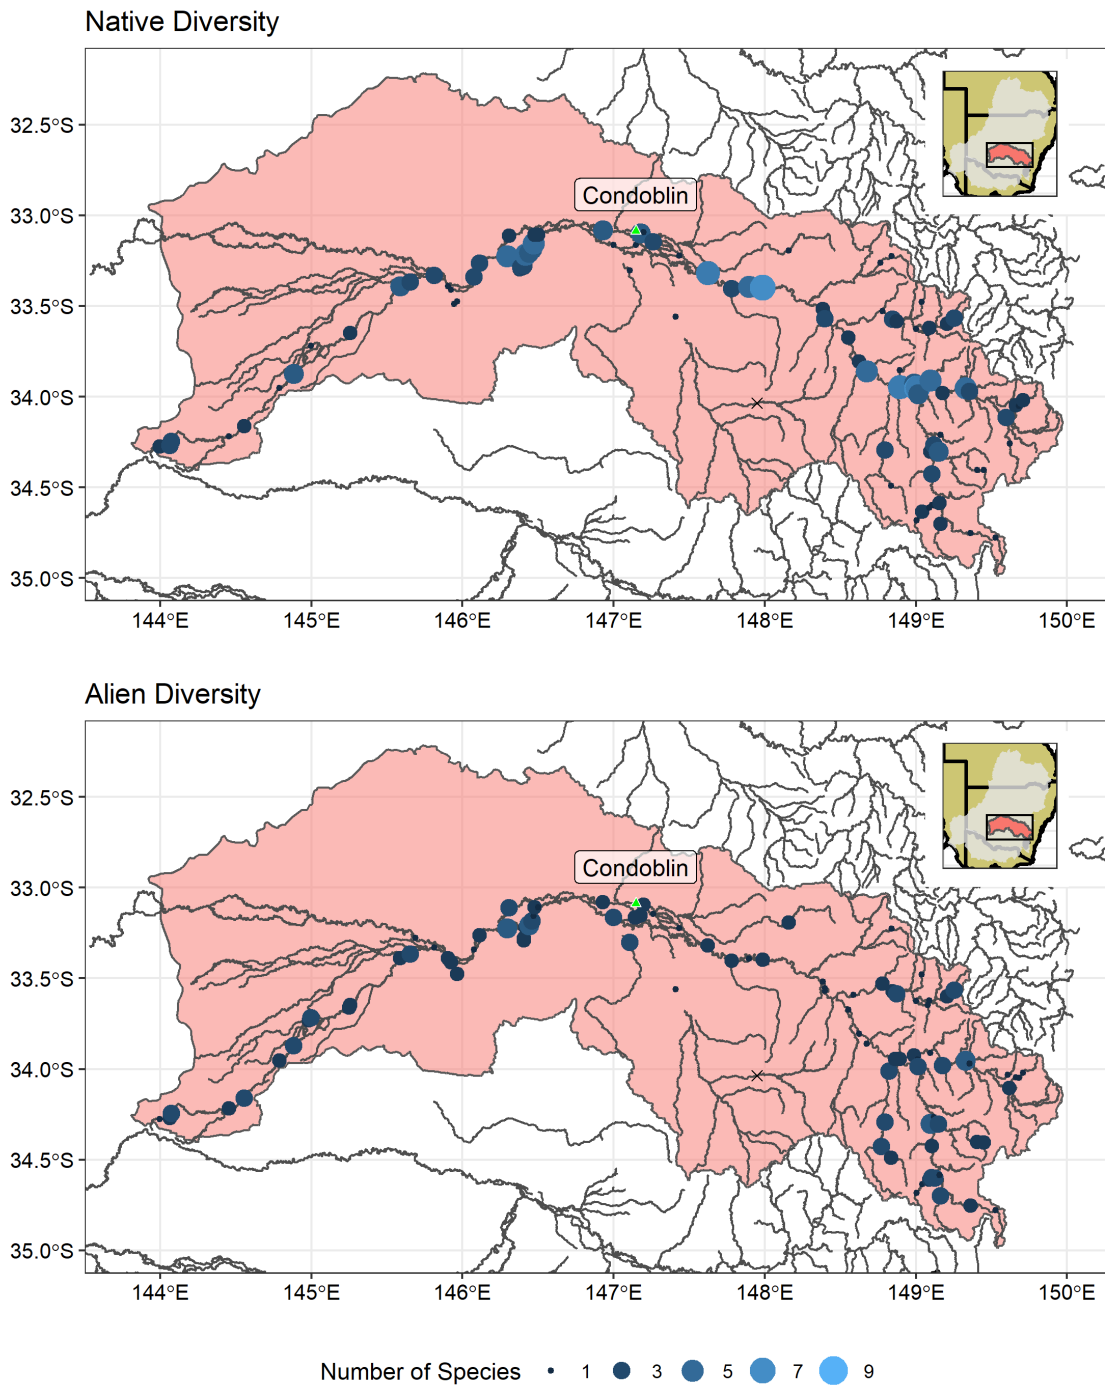 Native Diversity
32.5°S
33.0°S
33.5°S
34.0°S
34.5°S
35.0°S
Condoblin
144°E 145°E 146°E 147°E 148°E 149°E 150°E
Alien Diversity
32.5°S
33.0°S
33.5°S
34.0°S
34.5°S
35.0°S
Condoblin
144°E 145°E 146°E 147°E 148°E 149°E 150°E
Number of Species 1 3 5 7 9